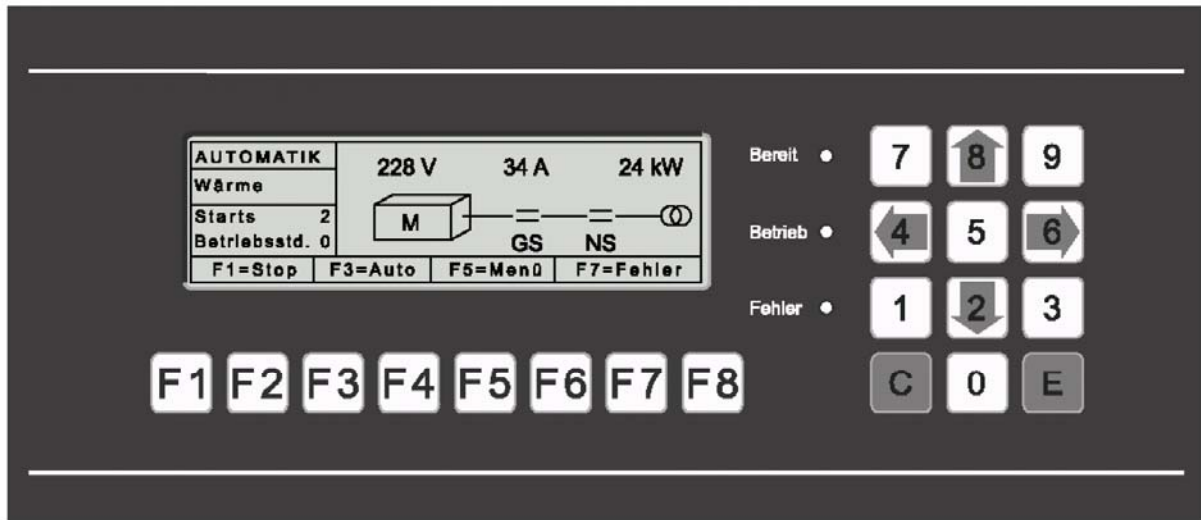 AUTOMATIK
Wärme
Starts 2
Betriebsstd. 0
228 V 34 A 24 kW
M
GS NS
F1=Stop F3=Auto F5=Menü F7=Fehler
F1 F2 F3 F4 F5 F6 F7 F8
Bereit
Betrieb
Fehler
7 8 9
4 5 6
1 2 3
C 0 E